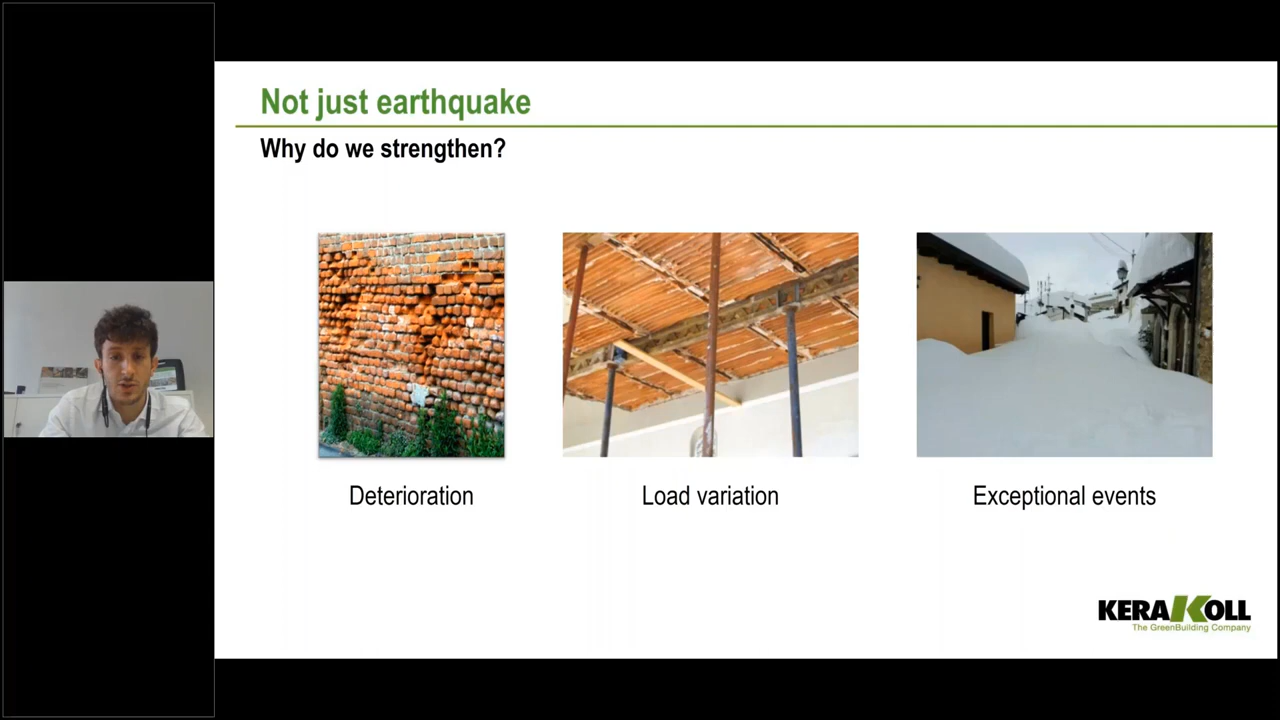 Not just earthquake
Why do we strengthen?
Deterioration
Load variation
Exceptional events
KERAKOLL
The GreenBuilding Company